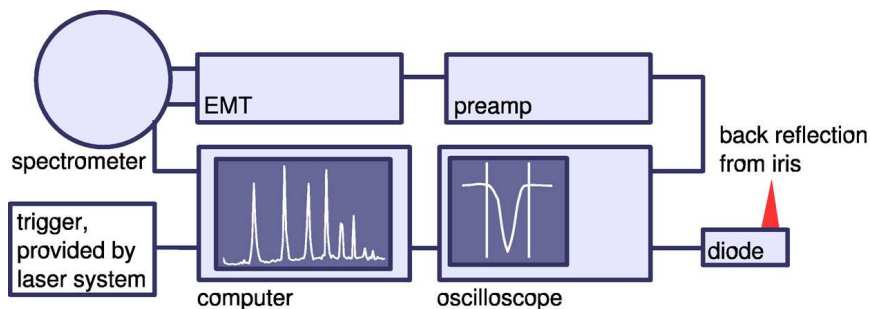 EMT
preamp
spectrometer
back reflection
from iris
trigger,
provided by
laser system
diode
computer
oscilloscope